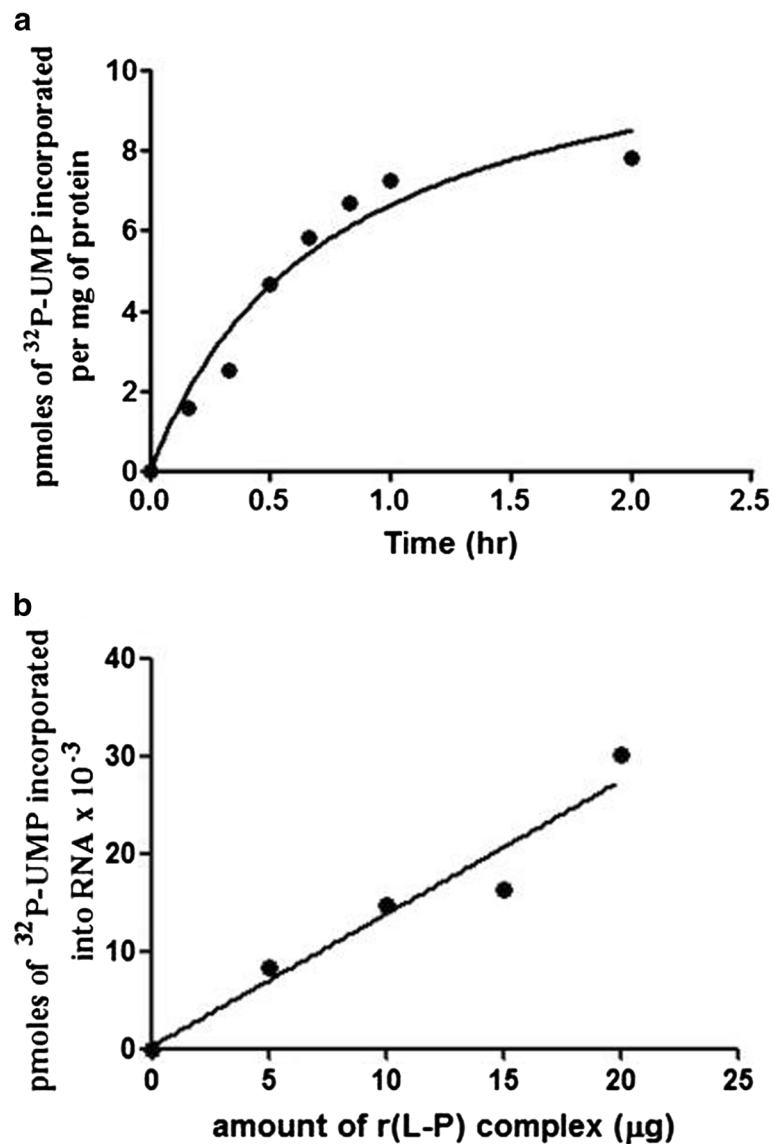 a
pmoles of ³²P-UMP incorporated
per mg of protein
10
8
6
4
2
0
0.0 0.5 1.0 1.5 2.0 2.5
Time (hr)
b
pmoles of ³²P-UMP incorporated
into RNA x 10⁻³
40
30
20
10
0
0 5 10 15 20 25
amount of r(L-P) complex (μg)